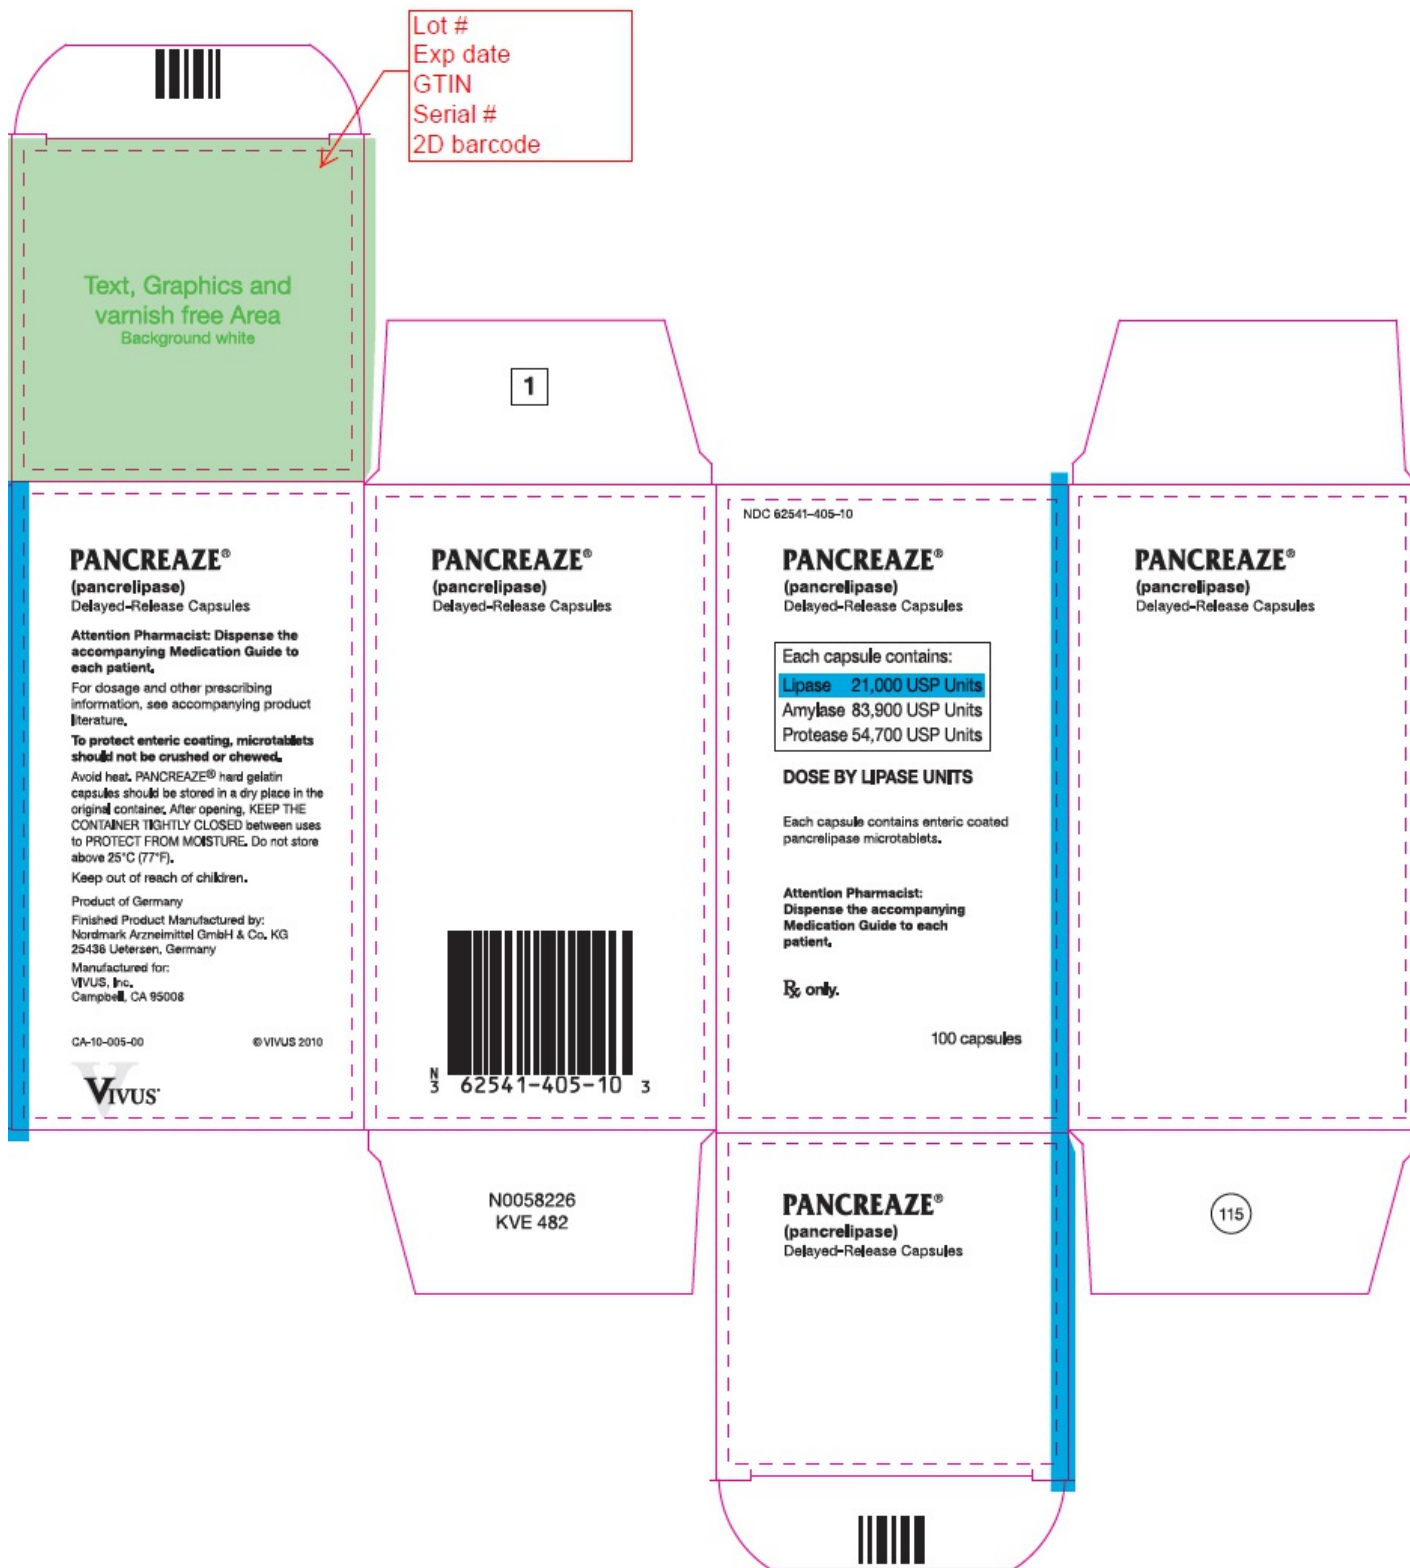 Lot #
Exp date
GTIN
Serial #
2D barcode
Text, Graphics and
varnish free Area
Background white
1
PANCREAZE®
(pancrelipase)
Delayed-Release Capsules
Attention Pharmacist: Dispense the
accompanying Medication Guide to
each patient.
For dosage and other prescribing
information, see accompanying product
literature.
To protect enteric coating, microtablets
should not be crushed or chewed.
Avoid heat. PANCREAZE® hard gelatin
capsules should be stored in a dry place in the
original container. After opening, KEEP THE
CONTAINER TIGHTLY CLOSED between uses
to PROTECT FROM MOISTURE. Do not store
above 25°C (77°F).
Keep out of reach of children.
Product of Germany
Finished Product Manufactured by:
Nordmark Arzneimittel GmbH & Co. KG
25436 Uetersen, Germany
Manufactured for:
VIVUS, Inc.
Campbell, CA 95008
CA-10-005-00 © VIVUS 2010
VIVUS
PANCREAZE®
(pancrelipase)
Delayed-Release Capsules
N
3 62541-405-10 3
NDC 62541-405-10
PANCREAZE®
(pancrelipase)
Delayed-Release Capsules
Each capsule contains:
Lipase 21,000 USP Units
Amylase 83,900 USP Units
Protease 54,700 USP Units
DOSE BY LIPASE UNITS
Each capsule contains enteric coated
pancrelipase microtablets.
Attention Pharmacist:
Dispense the accompanying
Medication Guide to each
patient.
℞ only.
100 capsules
PANCREAZE®
(pancrelipase)
Delayed-Release Capsules
N0058226
KVE 482
PANCREAZE®
(pancrelipase)
Delayed-Release Capsules
115